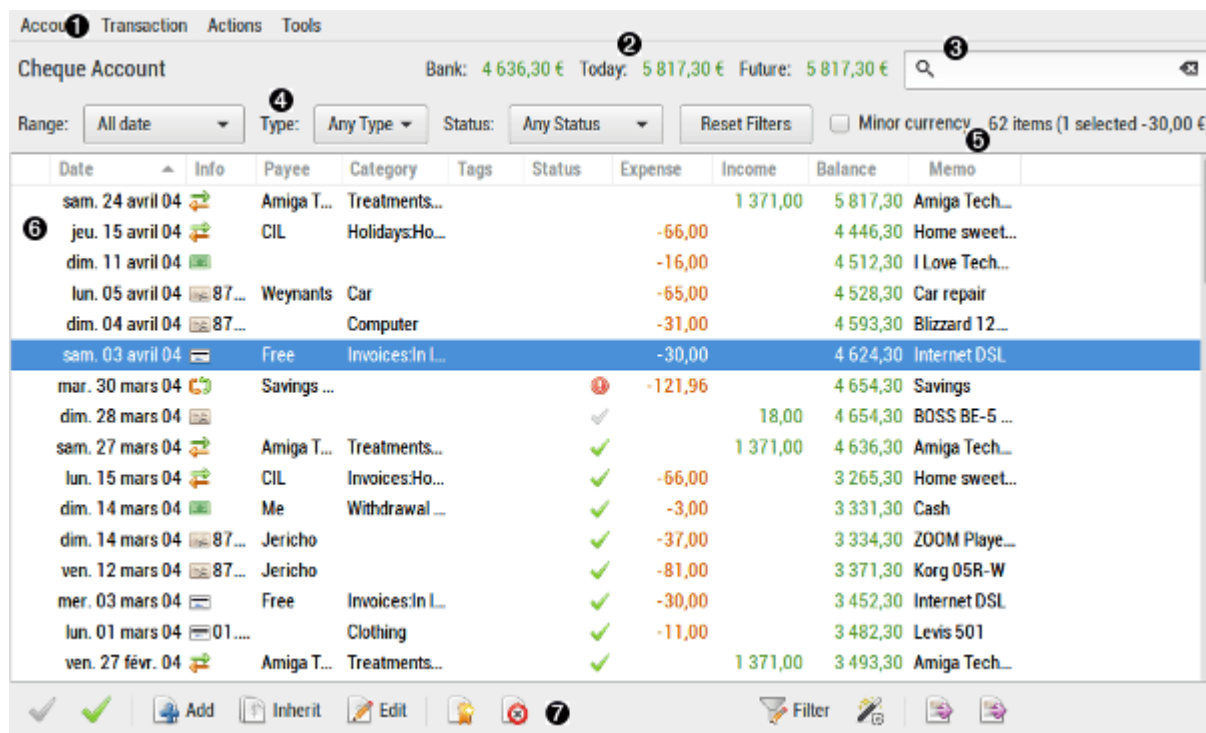 Accou❶ Transaction Actions Tools
Cheque Account Bank: 4 636,30 € Today: 5 817,30 € Future: 5 817,30 €
❷ ❸
❹
Range: All date Type: Any Type Status: Any Status Reset Filters Minor currency 62 items (1 selected -30,00 €
❺
Date Info Payee Category Tags Status Expense Income Balance Memo
sam. 24 avril 04 Amiga T... Treatments... 1 371,00 5 817,30 Amiga Tech...
❻ jeu. 15 avril 04 CIL Holidays:Ho... -66,00 4 446,30 Home sweet...
dim. 11 avril 04 -16,00 4 512,30 I Love Tech...
lun. 05 avril 04 87... Weynants Car -65,00 4 528,30 Car repair
dim. 04 avril 04 87... Computer -31,00 4 593,30 Blizzard 12...
sam. 03 avril 04 Free Invoices:In I... -30,00 4 624,30 Internet DSL
mar. 30 mars 04 Savings ... -121,96 4 654,30 Savings
dim. 28 mars 04 18,00 4 654,30 BOSS BE-5 ...
sam. 27 mars 04 Amiga T... Treatments... 1 371,00 4 636,30 Amiga Tech...
lun. 15 mars 04 CIL Invoices:Ho... -66,00 3 265,30 Home sweet...
dim. 14 mars 04 Me Withdrawal ... -3,00 3 331,30 Cash
dim. 14 mars 04 87... Jericho -37,00 3 334,30 ZOOM Playe...
ven. 12 mars 04 87... Jericho -81,00 3 371,30 Korg 05R-W
mer. 03 mars 04 Free Invoices:In I... -30,00 3 452,30 Internet DSL
lun. 01 mars 04 01.... Clothing -11,00 3 482,30 Levis 501
ven. 27 févr. 04 Amiga T... Treatments... 1 371,00 3 493,30 Amiga Tech...
Add Inherit Edit ❼ Filter